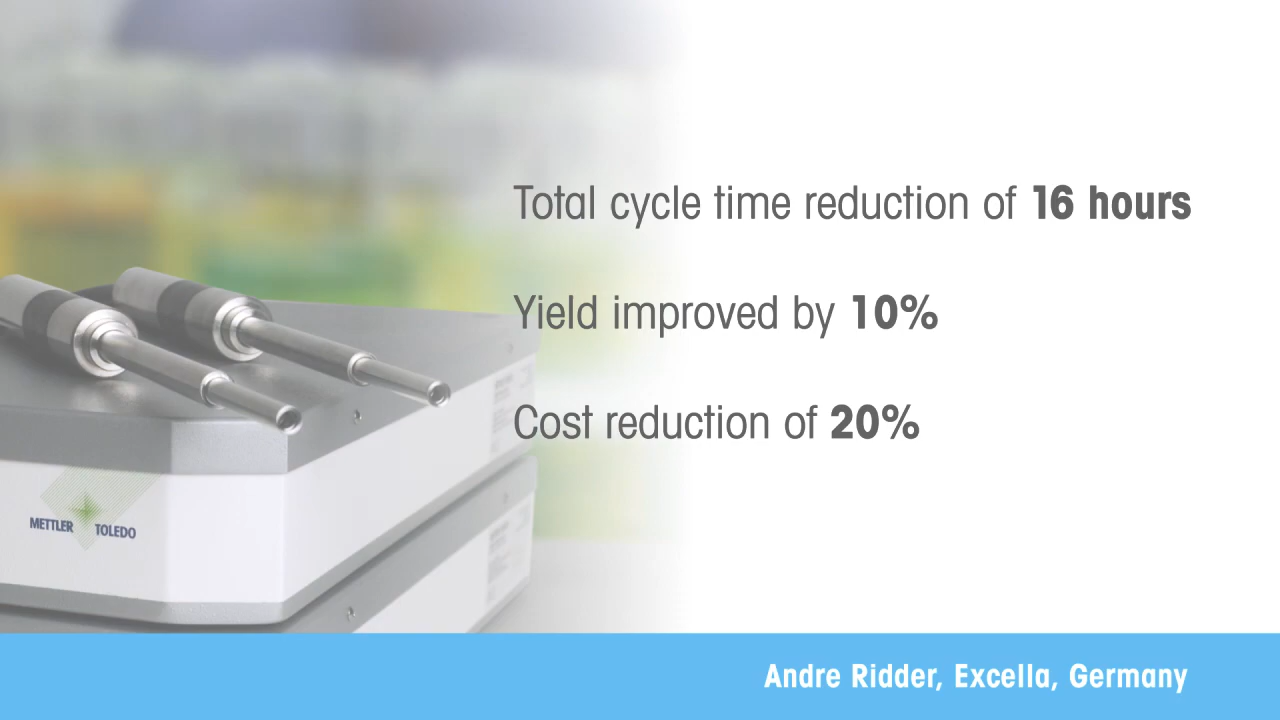 Total cycle time reduction of 16 hours
Yield improved by 10%
Cost reduction of 20%
METTLER TOLEDO
Andre Ridder, Excella, Germany